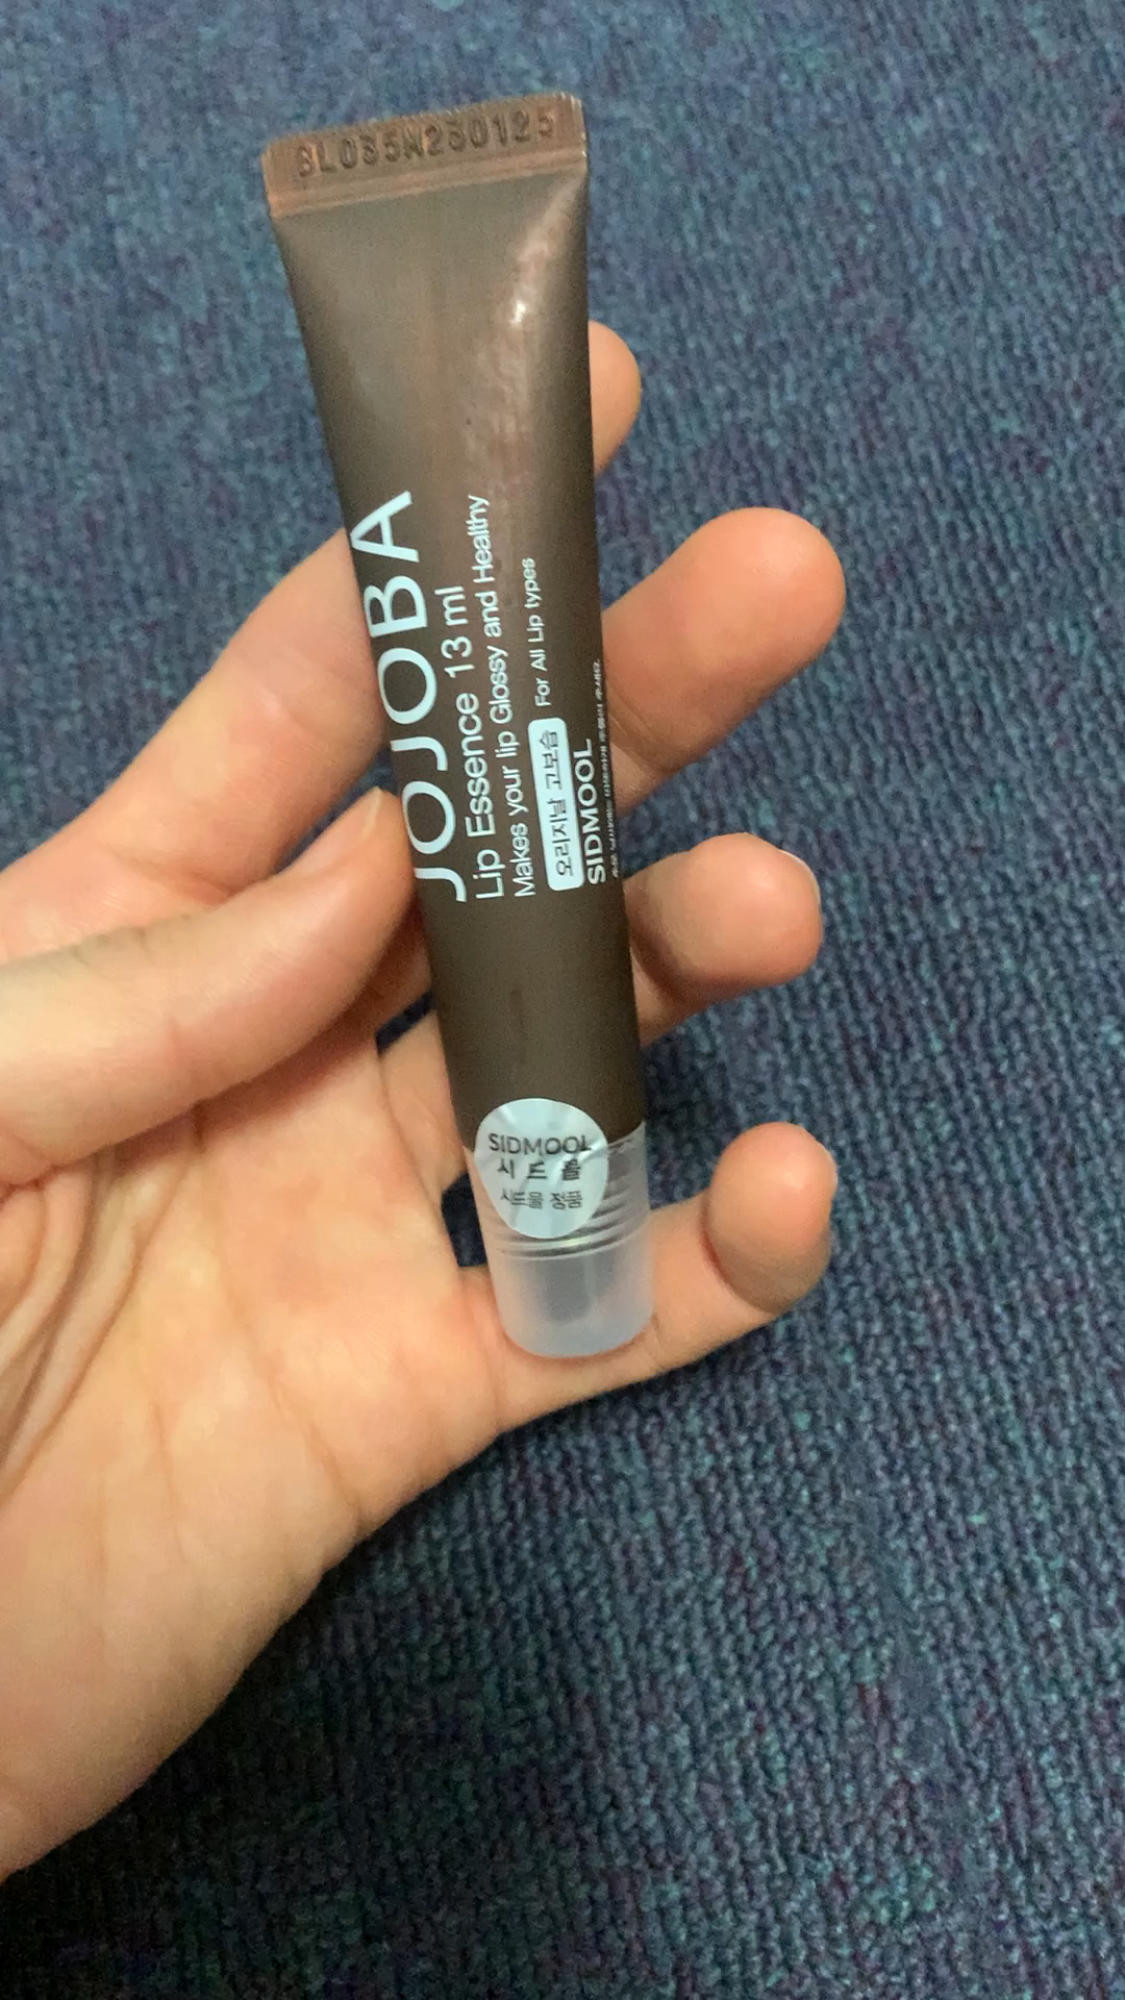 JOJOBA
Lip Essence 13 ml
Makes your lip Glossy and Healthy
오리지날 고보습 For All Lip types
SIDMOOL
SIDMOOL
시드물
시드물 정품